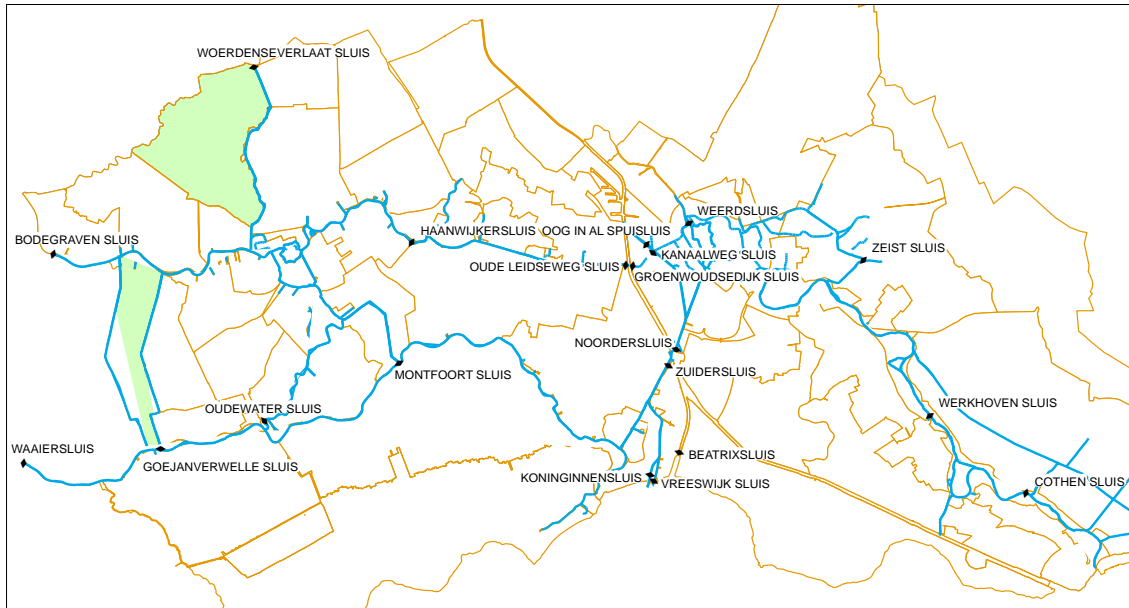 WOERDENSEVERLAAT SLUIS
WEERDSLUIS
HAANWIJKERSLUIS OOG IN AL SPUISLUIS
BODEGRAVEN SLUIS
ZEIST SLUIS
KANAALWEG SLUIS
OUDE LEIDSEWEG SLUIS
GROENWOUDSEDIJK SLUIS
NOORDERSLUIS
MONTFOORT SLUIS
ZUIDERSLUIS
OUDEWATER SLUIS
WERKHOVEN SLUIS
WAAIERSLUIS
BEATRIXSLUIS
GOEJANVERWELLE SLUIS
KONINGINNENSLUIS
VREESWIJK SLUIS
COTHEN SLUIS